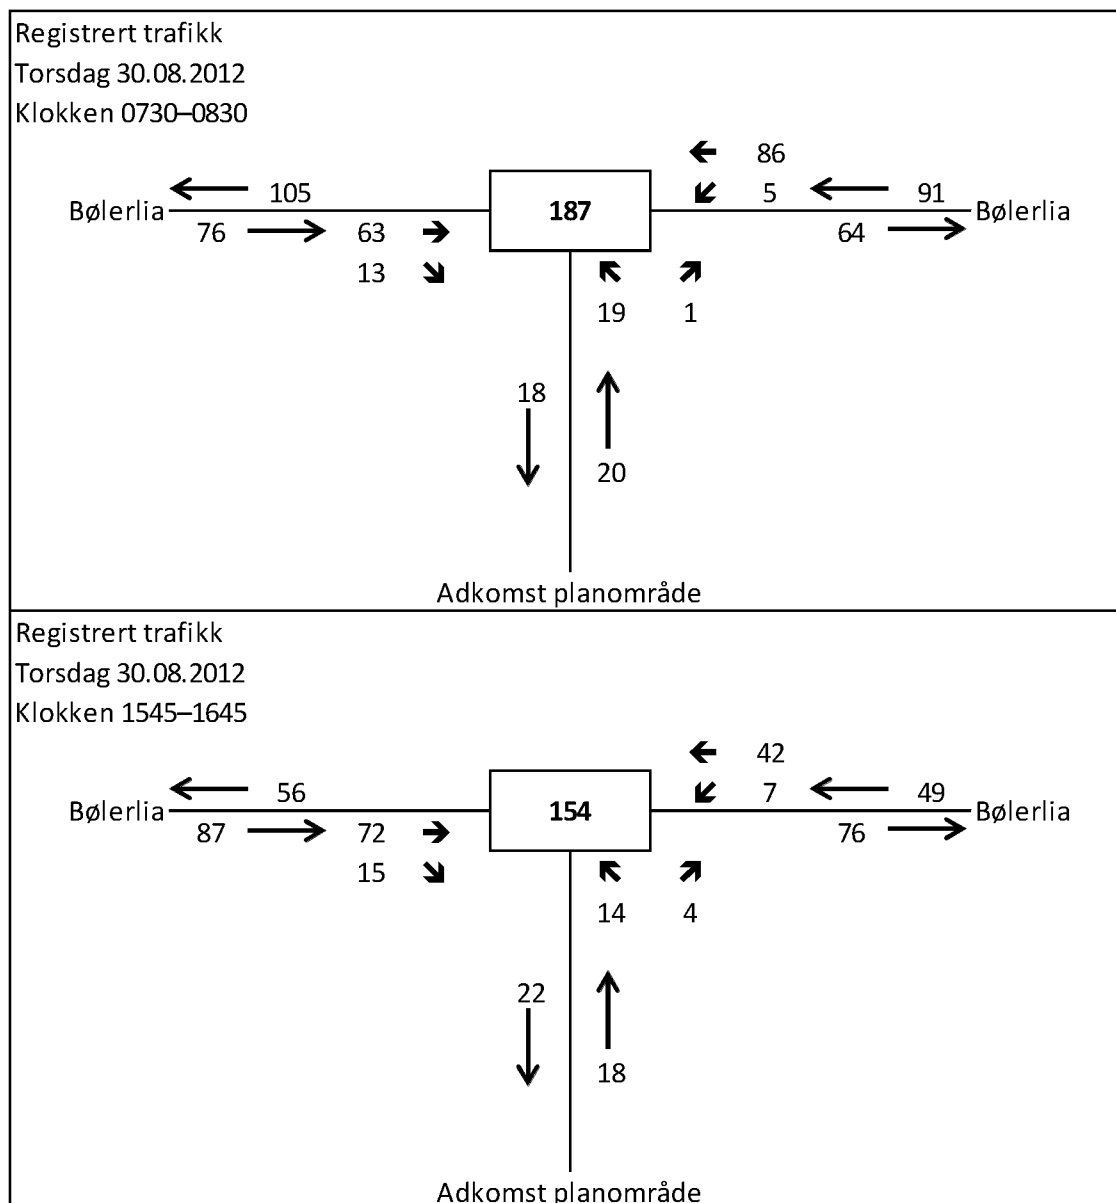 Registrert trafikk
Torsdag 30.08.2012
Klokken 0730–0830
86
105 187 5 91
Bølerlia Bølerlia
76 63 64
13
19 1
18
20
Adkomst planområde
Registrert trafikk
Torsdag 30.08.2012
Klokken 1545–1645
42
56 154 7 49
Bølerlia Bølerlia
87 72 76
15
14 4
22
18
Adkomst planområde